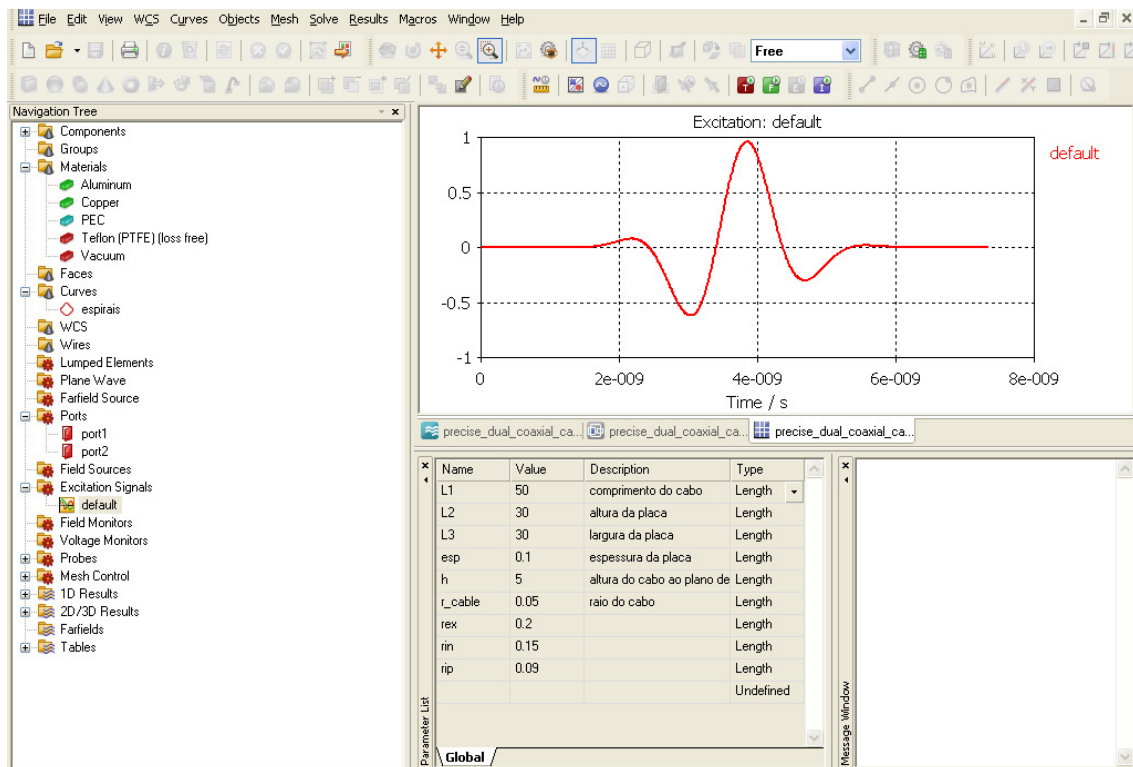 File Edit View WCS Curves Objects Mesh Solve Results Macros Window Help
Free
Navigation Tree
Components
Groups
Materials
Aluminum
Copper
PEC
Teflon (PTFE) (loss free)
Vacuum
Faces
Curves
espirais
WCS
Wires
Lumped Elements
Plane Wave
Farfield Source
Ports
port1
port2
Field Sources
Excitation Signals
default
Field Monitors
Voltage Monitors
Probes
Mesh Control
1D Results
2D/3D Results
Farfields
Tables
Excitation: default
default
1
0.5
0
-0.5
-1
0 2e-009 4e-009 6e-009 8e-009
Time / s
precise_dual_coaxial_ca... precise_dual_coaxial_ca... precise_dual_coaxial_ca...
Name Value Description Type
L1 50 comprimento do cabo Length
L2 30 altura da placa Length
L3 30 largura da placa Length
esp 0.1 espessura da placa Length
h 5 altura do cabo ao plano de Length
r_cable 0.05 raio do cabo Length
rex 0.2 Length
rin 0.15 Length
rip 0.09 Length
Undefined
Parameter List
Global
Message Window